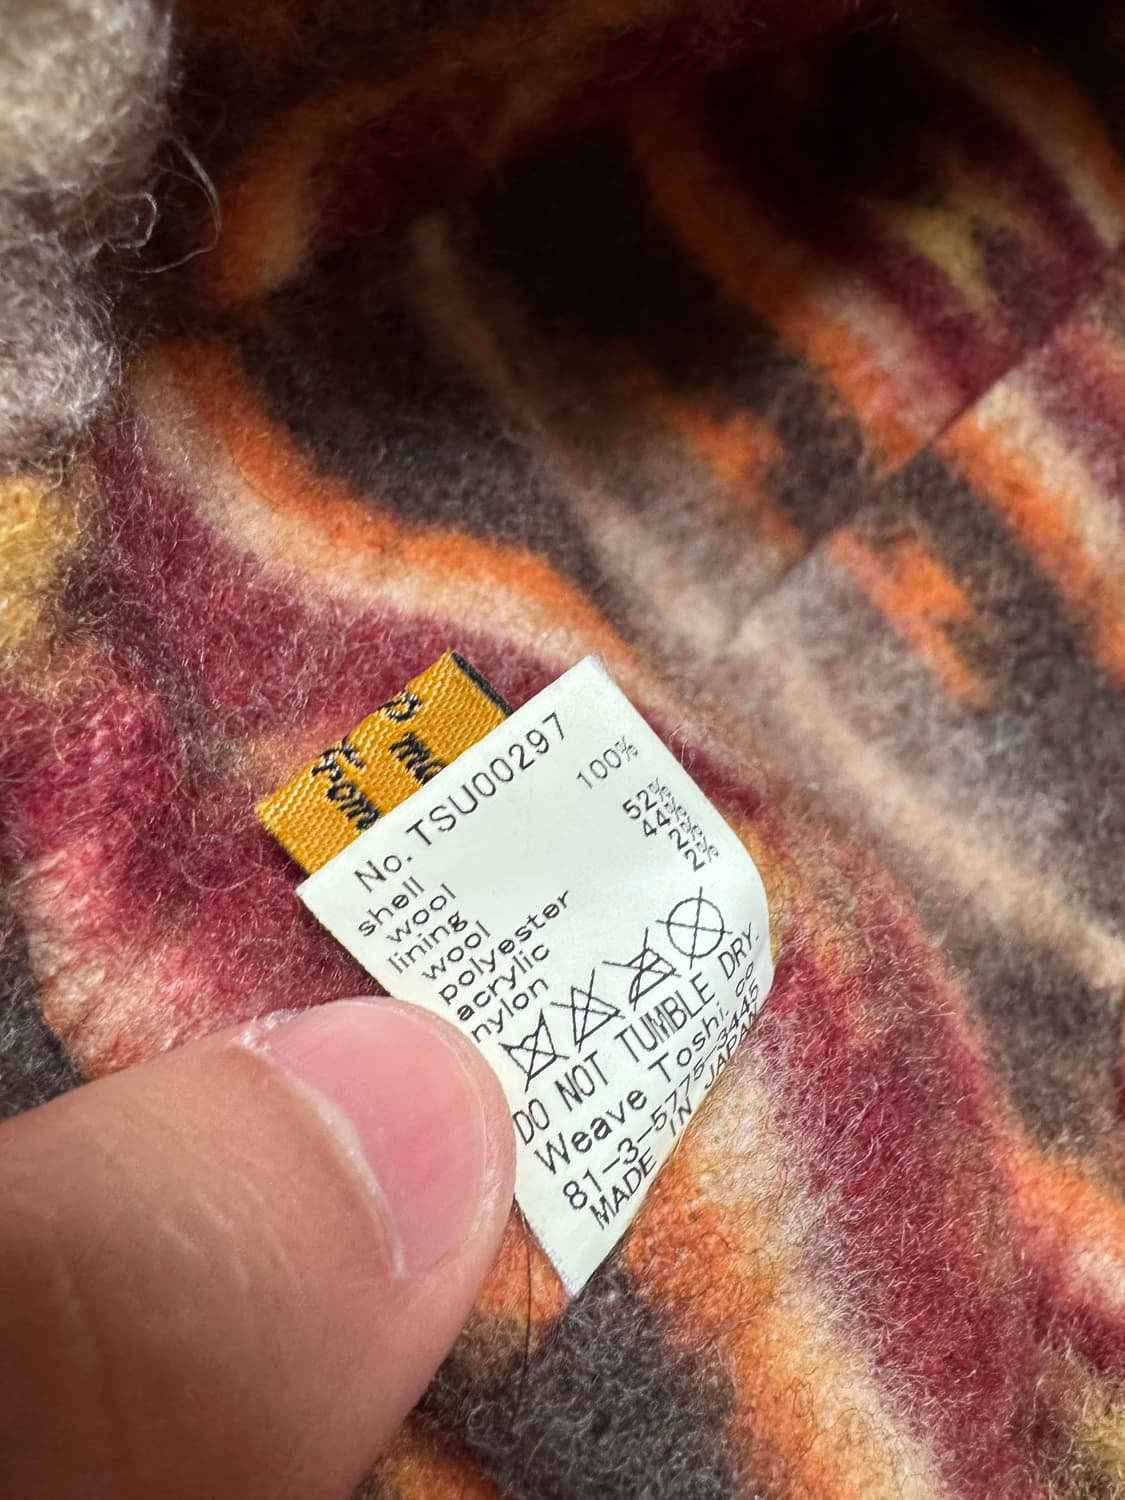 No. TSU00297
shell
wool 100%
lining
wool 52%
polyester 44%
acrylic 2%
nylon 2%
DO NOT TUMBLE DRY.
Weave Toshi. co
81-3-5775-3445
MADE IN JAPAN